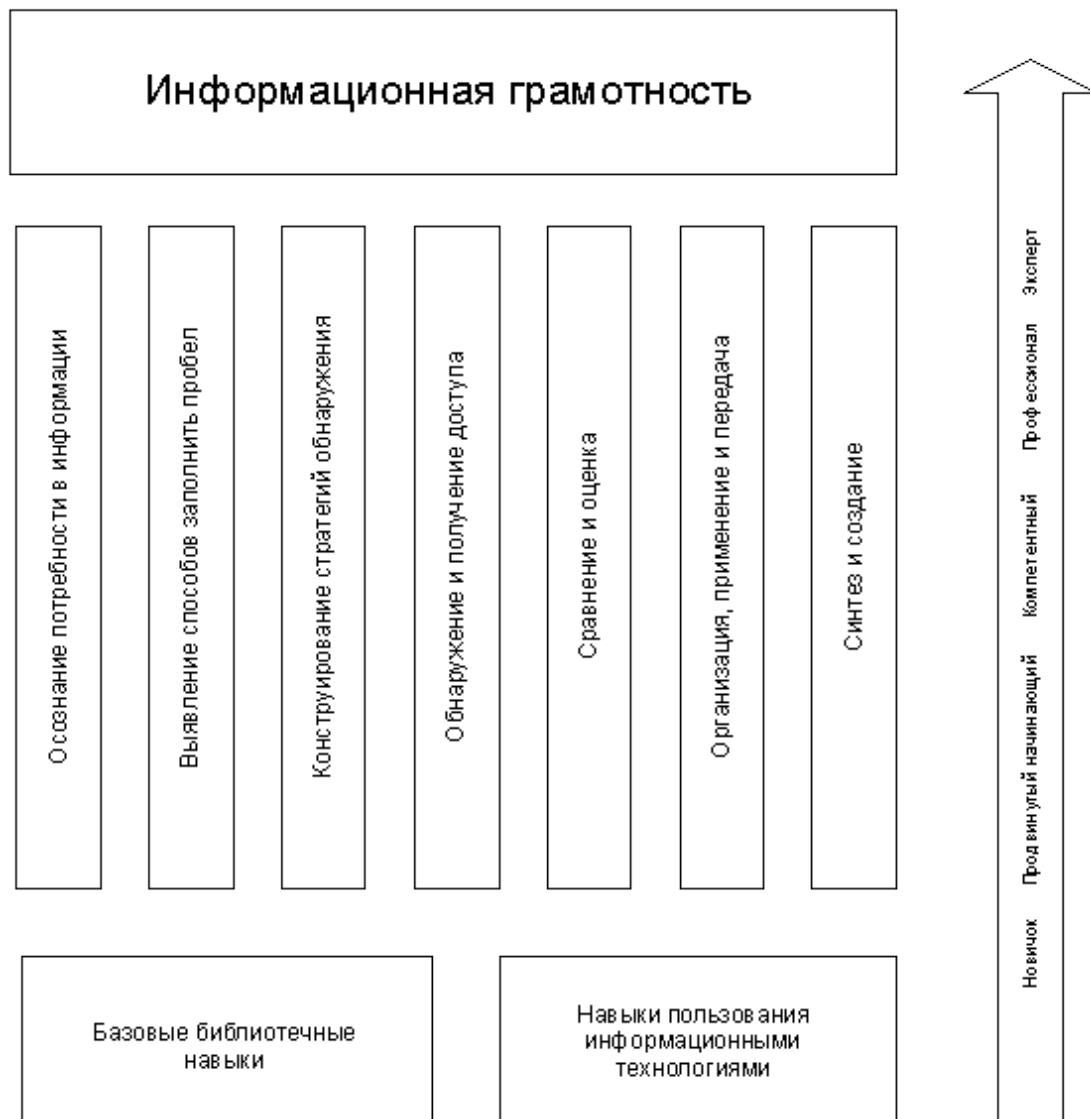 Информационная грамотность
Осознание потребности в информации
Выявление способов заполнить пробел
Конструирование стратегий обнаружения
Обнаружение и получение доступа
Сравнение и оценка
Организация, применение и передача
Синтез и создание
Базовые библиотечные
навыки
Навыки пользования
информационными
технологиями
Новичок
Продвинутый начинающий
Компетентный
Профессионал
Эксперт